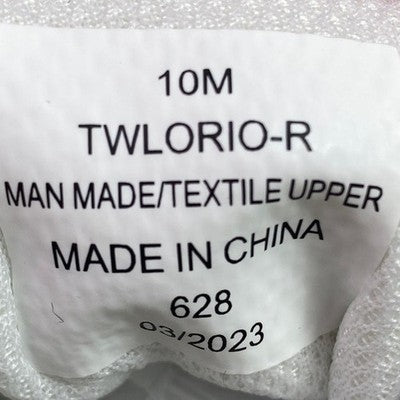 10M
TWLORIO-R
MAN MADE/TEXTILE UPPER
MADE IN CHINA
628
03/2023